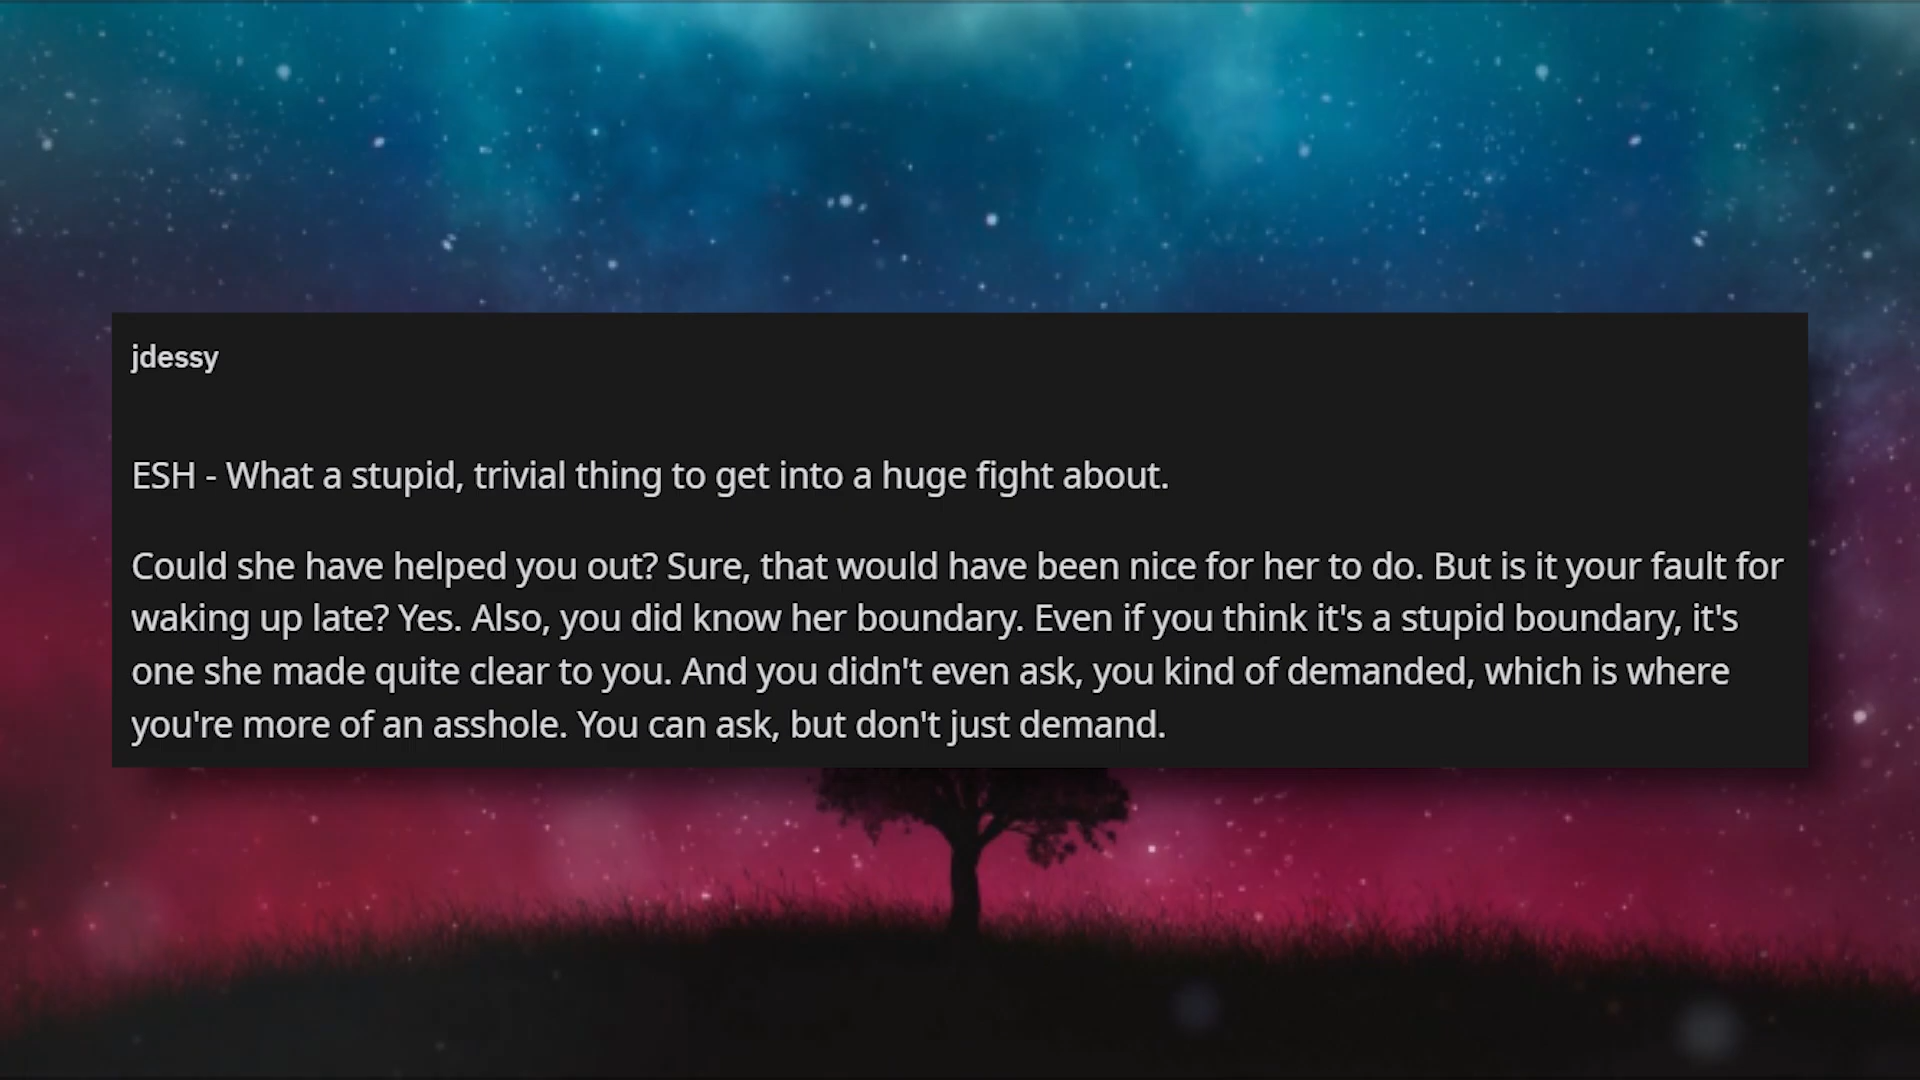 jdessy
ESH - What a stupid, trivial thing to get into a huge fight about.
Could she have helped you out? Sure, that would have been nice for her to do. But is it your fault for
waking up late? Yes. Also, you did know her boundary. Even if you think it's a stupid boundary, it's
one she made quite clear to you. And you didn't even ask, you kind of demanded, which is where
you're more of an asshole. You can ask, but don't just demand.